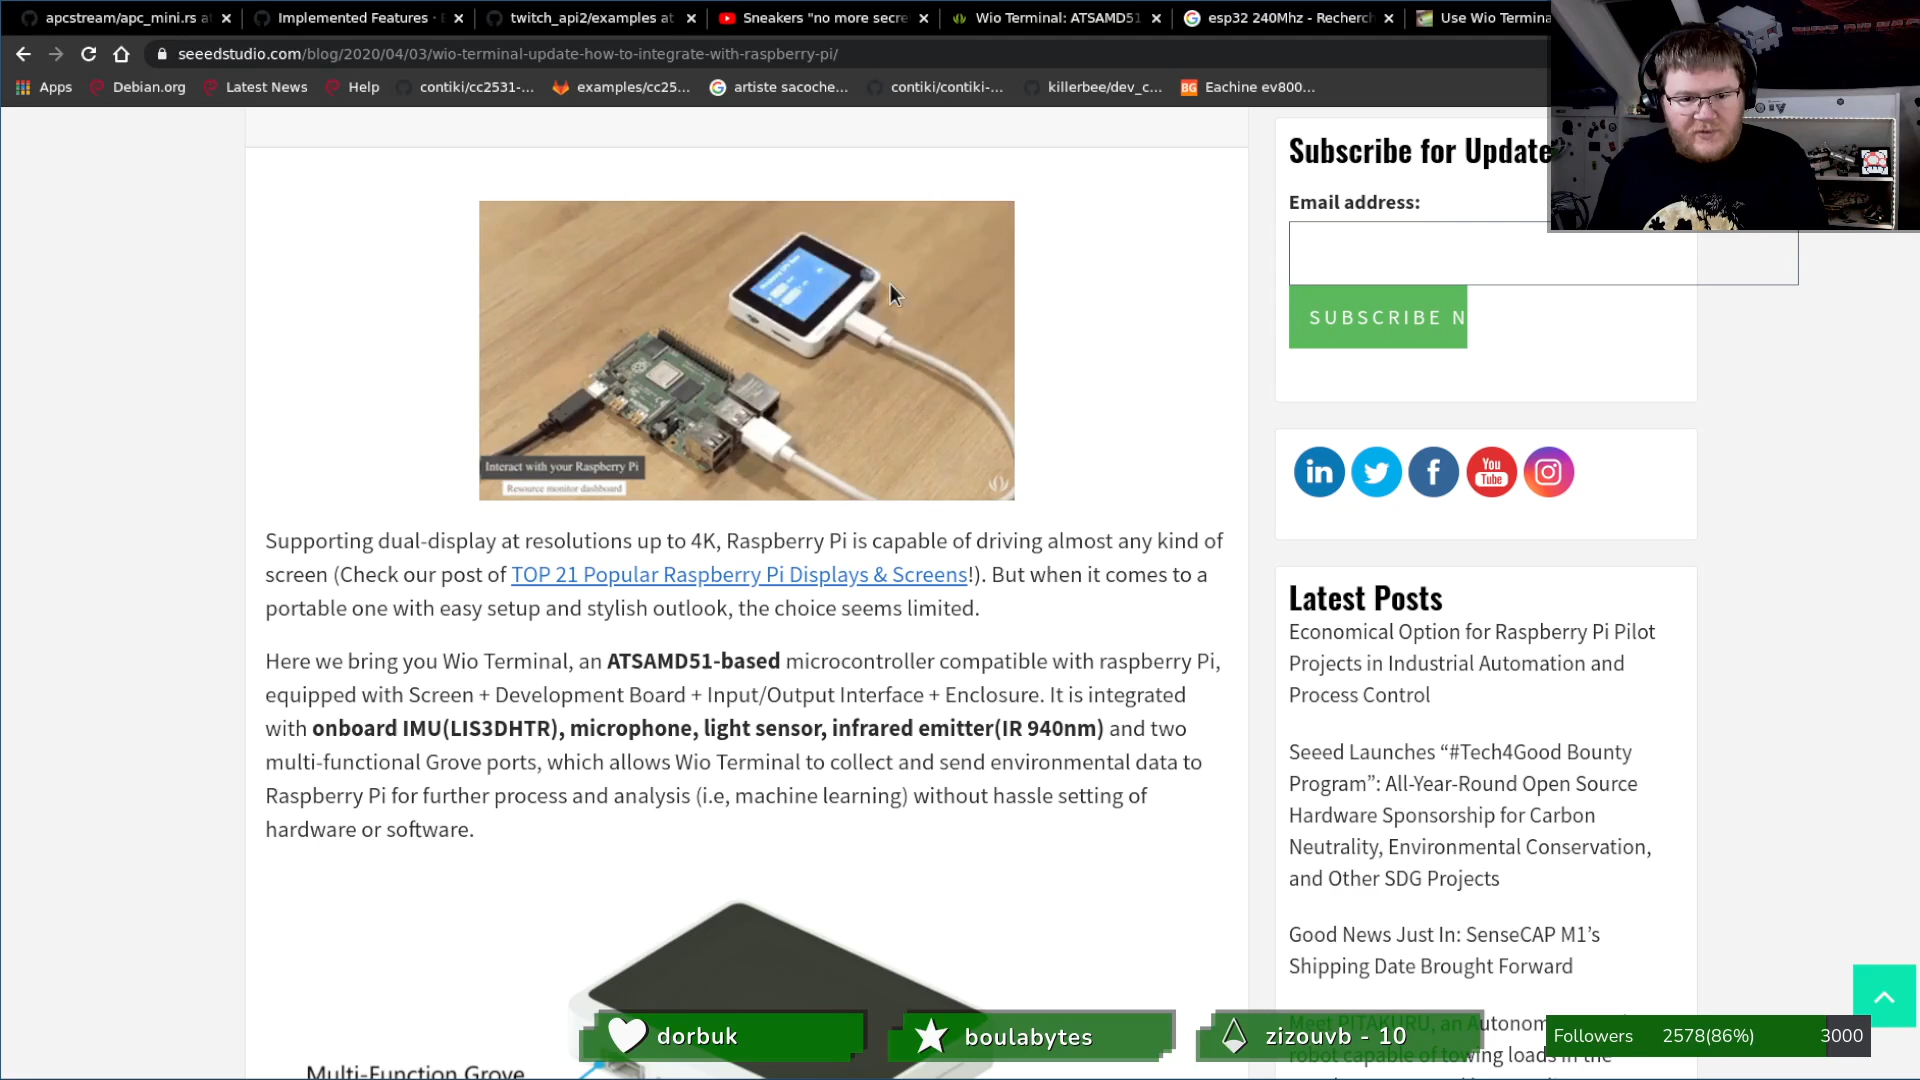 apcstream/apc_mini.rs at
Implemented Features · E
twitch_api2/examples at
Sneakers "no more secre
Wio Terminal: ATSAMD51
esp32 240Mhz - Recherch
Use Wio Termina
seeedstudio.com/blog/2020/04/03/wio-terminal-update-how-to-integrate-with-raspberry-pi/
Apps
Debian.org
Latest News
Help
contiki/cc2531-...
examples/cc25...
artiste sacoche...
contiki/contiki-...
killerbee/dev_c...
BG
Eachine ev800...
Interact with your Raspberry Pi
Resource monitor dashboard
Supporting dual-display at resolutions up to 4K, Raspberry Pi is capable of driving almost any kind of
screen (Check our post of TOP 21 Popular Raspberry Pi Displays & Screens!). But when it comes to a
portable one with easy setup and stylish outlook, the choice seems limited.
Here we bring you Wio Terminal, an ATSAMD51-based microcontroller compatible with raspberry Pi,
equipped with Screen + Development Board + Input/Output Interface + Enclosure. It is integrated
with onboard IMU(LIS3DHTR), microphone, light sensor, infrared emitter(IR 940nm) and two
multi-functional Grove ports, which allows Wio Terminal to collect and send environmental data to
Raspberry Pi for further process and analysis (i.e, machine learning) without hassle setting of
hardware or software.
Multi-Function Grove
Subscribe for Update
Email address:
SUBSCRIBE N
in
You
Tube
Latest Posts
Economical Option for Raspberry Pi Pilot
Projects in Industrial Automation and
Process Control
Seeed Launches “#Tech4Good Bounty
Program”: All-Year-Round Open Source
Hardware Sponsorship for Carbon
Neutrality, Environmental Conservation,
and Other SDG Projects
Good News Just In: SenseCAP M1’s
Shipping Date Brought Forward
Meet PITAKURU, an Autonom
robot capable of towing loads in the
dorbuk
boulabytes
zizouvb - 10
Followers 2578(86%) 3000